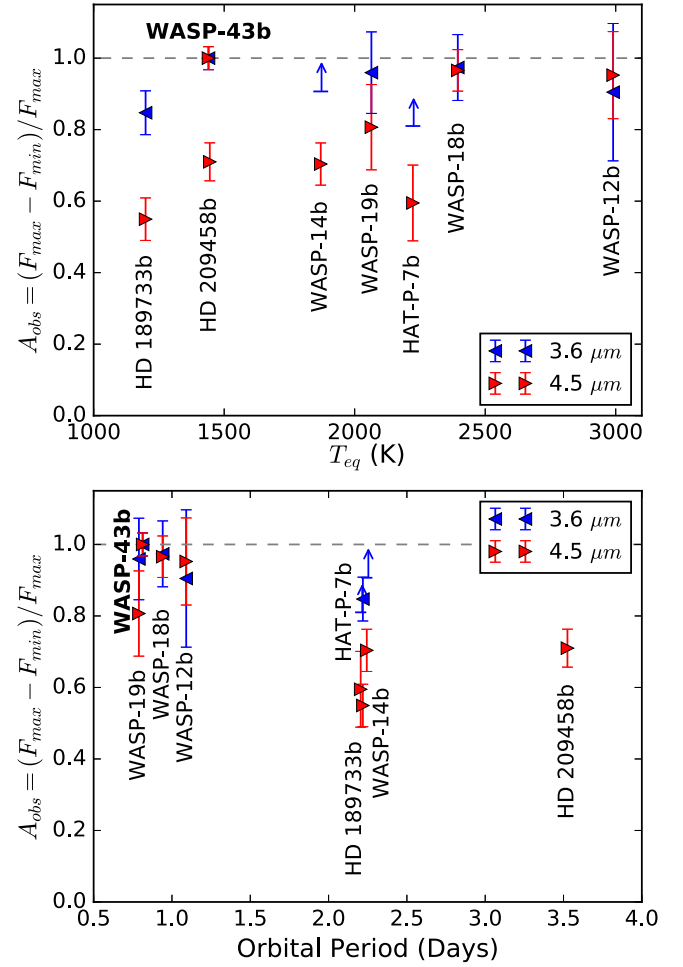 WASP-43b
A_obs = (F_max − F_min)/F_max
1.0
0.8
0.6
0.4
0.2
0.0
HD 189733b
HD 209458b
WASP-14b
WASP-19b
HAT-P-7b
WASP-18b
WASP-12b
3.6 μm
4.5 μm
1000
1500
2000
2500
3000
T_eq (K)
A_obs = (F_max − F_min)/F_max
1.0
0.8
0.6
0.4
0.2
0.0
WASP-43b
WASP-19b
WASP-18b
WASP-12b
HAT-P-7b
HD 189733b
WASP-14b
HD 209458b
3.6 μm
4.5 μm
0.5
1.0
1.5
2.0
2.5
3.0
3.5
4.0
Orbital Period (Days)